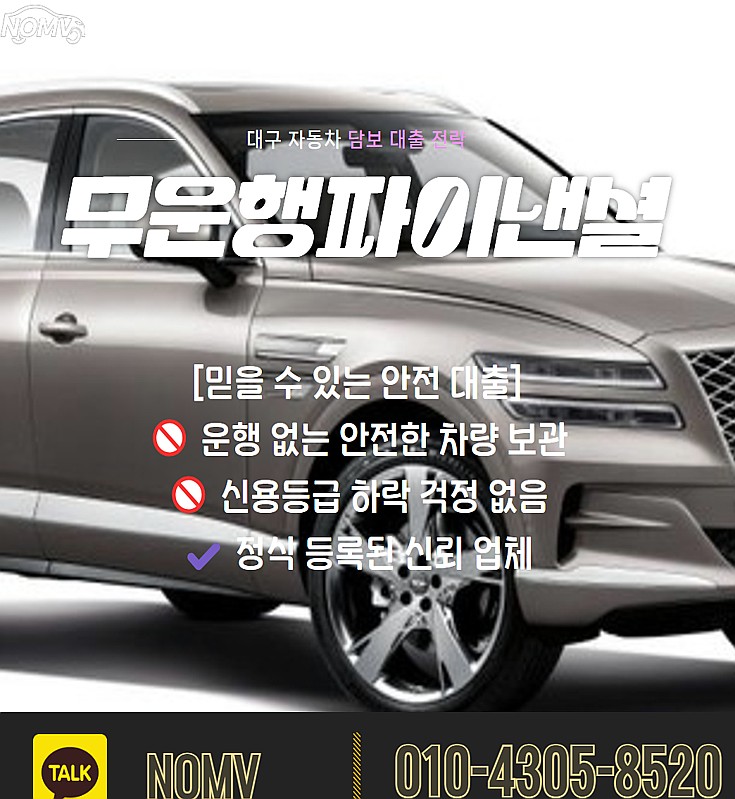 NOMV
대구 자동차 담보 대출 전략
무운행파이낸셜
[믿을 수 있는 안전 대출]
운행 없는 안전한 차량 보관
신용등급 하락 걱정 없음
정삭 등록된 신뢰 업체
TALK
NOMV
010-4305-8520